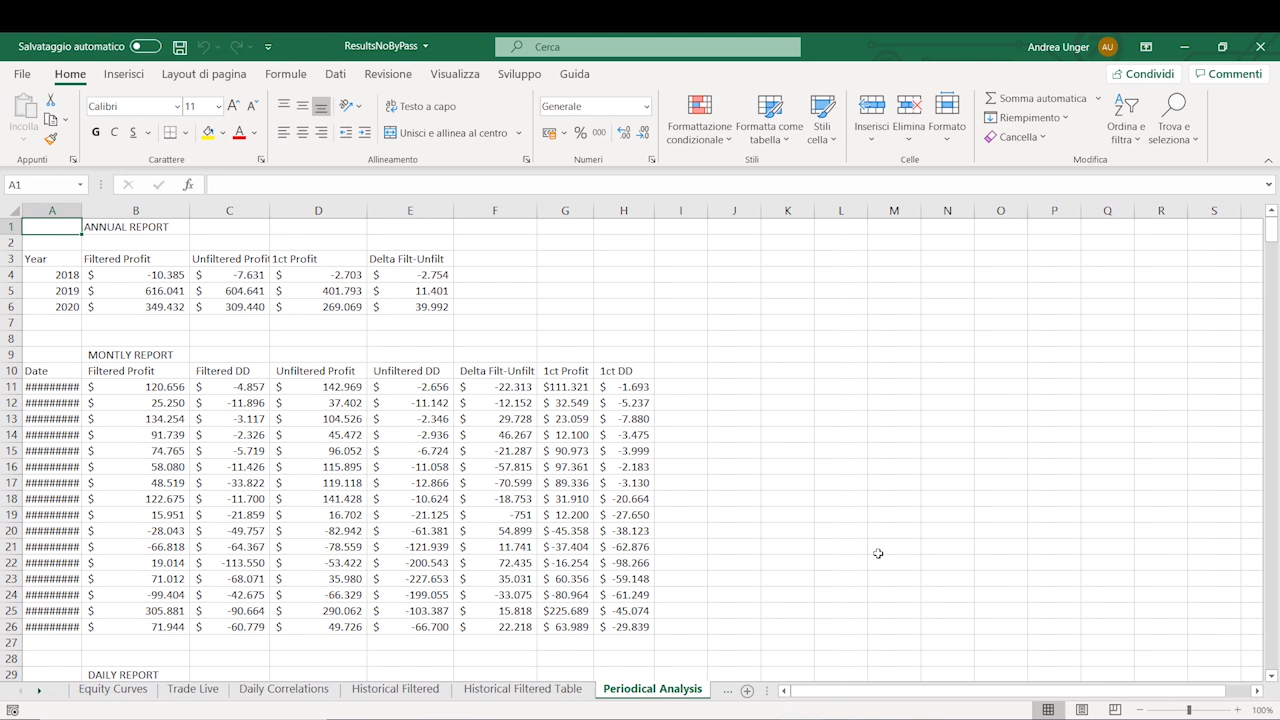 Salvataggio automatico ResultsNoByPass Cerca Andrea Unger AU
File Home Inserisci Layout di pagina Formule Dati Revisione Visualizza Sviluppo Guida Condividi Commenti
Incolla Calibri 11 Testo a capo Generale Formattazione Formatta come Stili Inserisci Elimina Formato Somma automatica Ordina e Trova e
G C S Unisci e allinea al centro % 000 condizionale tabella cella Riempimento filtra seleziona
Cancella
Appunti Carattere Allineamento Numeri Stili Celle Modifica
A1 fx
A B C D E F G H I J K L M N O P Q R S
1 ANNUAL REPORT
2
3 Year Filtered Profit Unfiltered Profit 1ct Profit Delta Filt-Unfilt
4 2018 $ -10.385 $ -7.631 $ -2.703 $ -2.754
5 2019 $ 616.041 $ 604.641 $ 401.793 $ 11.401
6 2020 $ 349.432 $ 309.440 $ 269.069 $ 39.992
7
8
9 MONTLY REPORT
10 Date Filtered Profit Filtered DD Unfiltered Profit Unfiltered DD Delta Filt-Unfilt 1ct Profit 1ct DD
11 ######### $ 120.656 $ -4.857 $ 142.969 $ -2.656 $ -22.313 $111.321 $ -1.693
12 ######### $ 25.250 $ -11.896 $ 37.402 $ -11.142 $ -12.152 $ 32.549 $ -5.237
13 ######### $ 134.254 $ -3.117 $ 104.526 $ -2.346 $ 29.728 $ 23.059 $ -7.880
14 ######### $ 91.739 $ -2.326 $ 45.472 $ -2.936 $ 46.267 $ 12.100 $ -3.475
15 ######### $ 74.765 $ -5.719 $ 96.052 $ -6.724 $ -21.287 $ 90.973 $ -3.999
16 ######### $ 58.080 $ -11.426 $ 115.895 $ -11.058 $ -57.815 $ 97.361 $ -2.183
17 ######### $ 48.519 $ -33.822 $ 119.118 $ -12.866 $ -70.599 $ 89.336 $ -3.130
18 ######### $ 122.675 $ -11.700 $ 141.428 $ -10.624 $ -18.753 $ 31.910 $ -20.664
19 ######### $ 15.951 $ -21.859 $ 16.702 $ -21.125 $ -751 $ 12.200 $ -27.650
20 ######### $ -28.043 $ -49.757 $ -82.942 $ -61.381 $ 54.899 $ -45.358 $ -38.123
21 ######### $ -66.818 $ -64.367 $ -78.559 $ -121.939 $ 11.741 $ -37.404 $ -62.876
22 ######### $ 19.014 $ -113.550 $ -53.422 $ -200.543 $ 72.435 $ -16.254 $ -98.266
23 ######### $ 71.012 $ -68.071 $ 35.980 $ -227.653 $ 35.031 $ 60.356 $ -59.148
24 ######### $ -99.404 $ -42.675 $ -66.329 $ -199.055 $ -33.075 $ -80.964 $ -61.249
25 ######### $ 305.881 $ -90.664 $ 290.062 $ -103.387 $ 15.818 $225.689 $ -45.074
26 ######### $ 71.944 $ -60.779 $ 49.726 $ -66.700 $ 22.218 $ 63.989 $ -29.839
27
28
29 DAILY REPORT
Equity Curves Trade Live Daily Correlations Historical Filtered Historical Filtered Table Periodical Analysis ...
100%